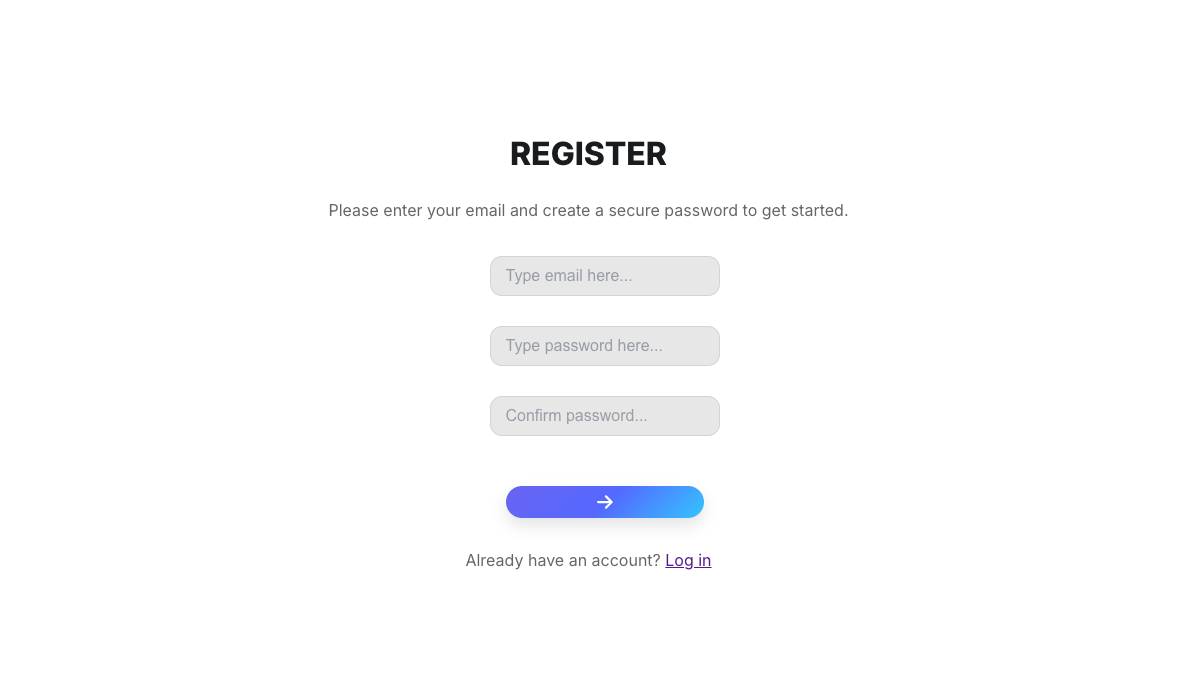 REGISTER
Please enter your email and create a secure password to get started.
Type email here...
Type password here...
Confirm password...
Already have an account? Log in